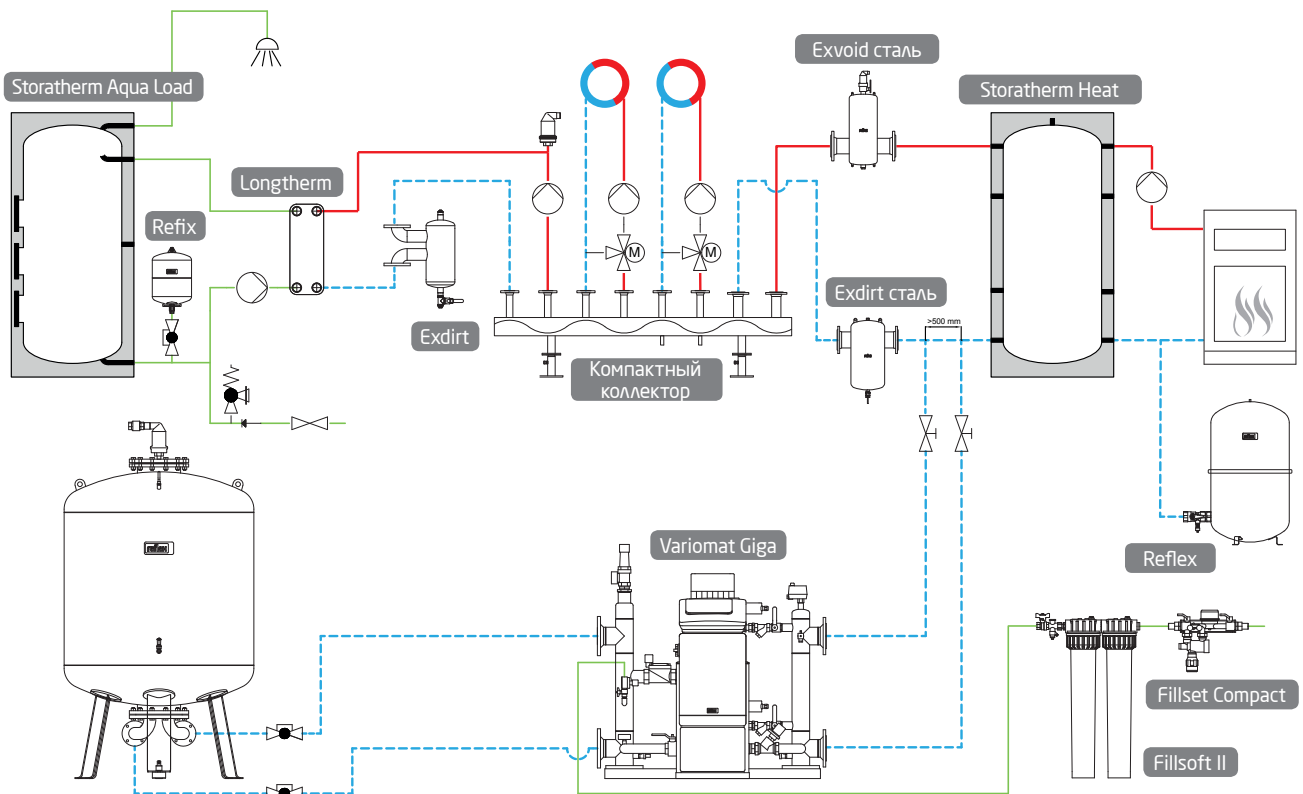 Exvoid сталь
Storatherm Aqua Load
Storatherm Heat
Longtherm
Refix
M
M
Exdirt сталь
>500 mm
Exdirt
Компактный
коллектор
Variomat Giga
Reflex
Fillset Compact
Fillsoft II